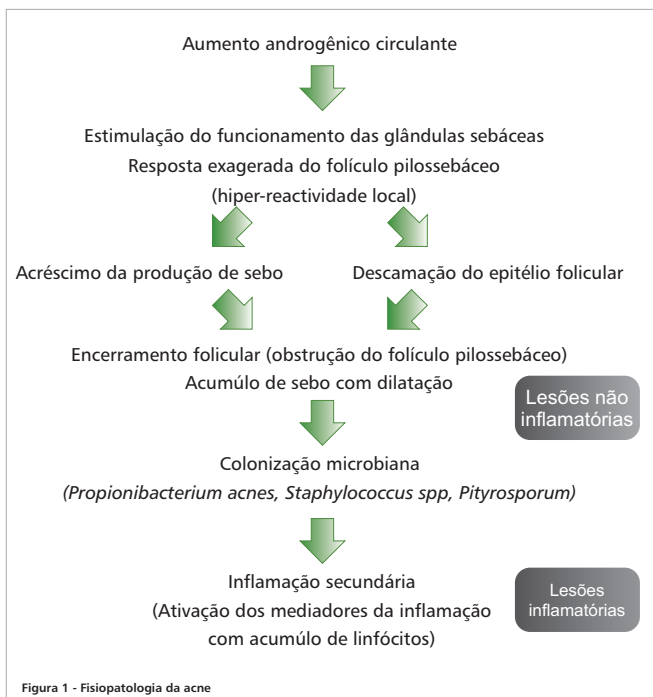 Aumento androgênico circulante
Estimulação do funcionamento das glândulas sebáceas
Resposta exagerada do folículo pilossebáceo
(hiper-reactividade local)
Acréscimo da produção de sebo
Descamação do epitélio folicular
Encerramento folicular (obstrução do folículo pilossebáceo)
Acumúlo de sebo com dilatação
Lesões não
inflamatórias
Colonização microbiana
(Propionibacterium acnes, Staphylococcus spp, Pityrosporum)
Inflamação secundária
(Ativação dos mediadores da inflamação
com acumúlo de linfócitos)
Lesões
inflamatórias
Figura 1 - Fisiopatologia da acne